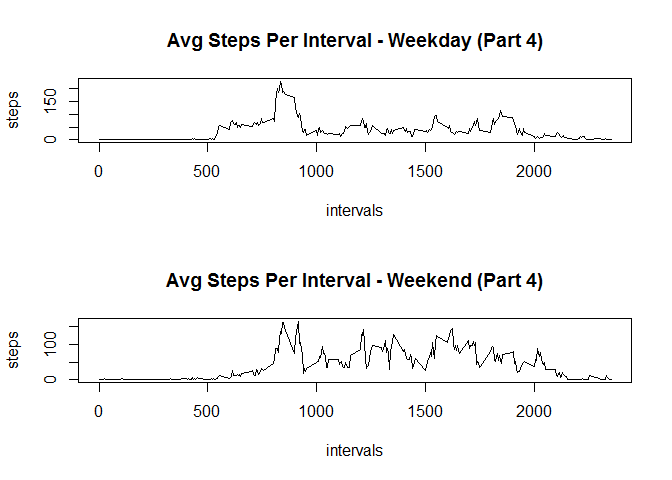 Avg Steps Per Interval - Weekday (Part 4)
steps
150
0
0 500 1000 1500 2000
intervals
Avg Steps Per Interval - Weekend (Part 4)
steps
100
0
0 500 1000 1500 2000
intervals